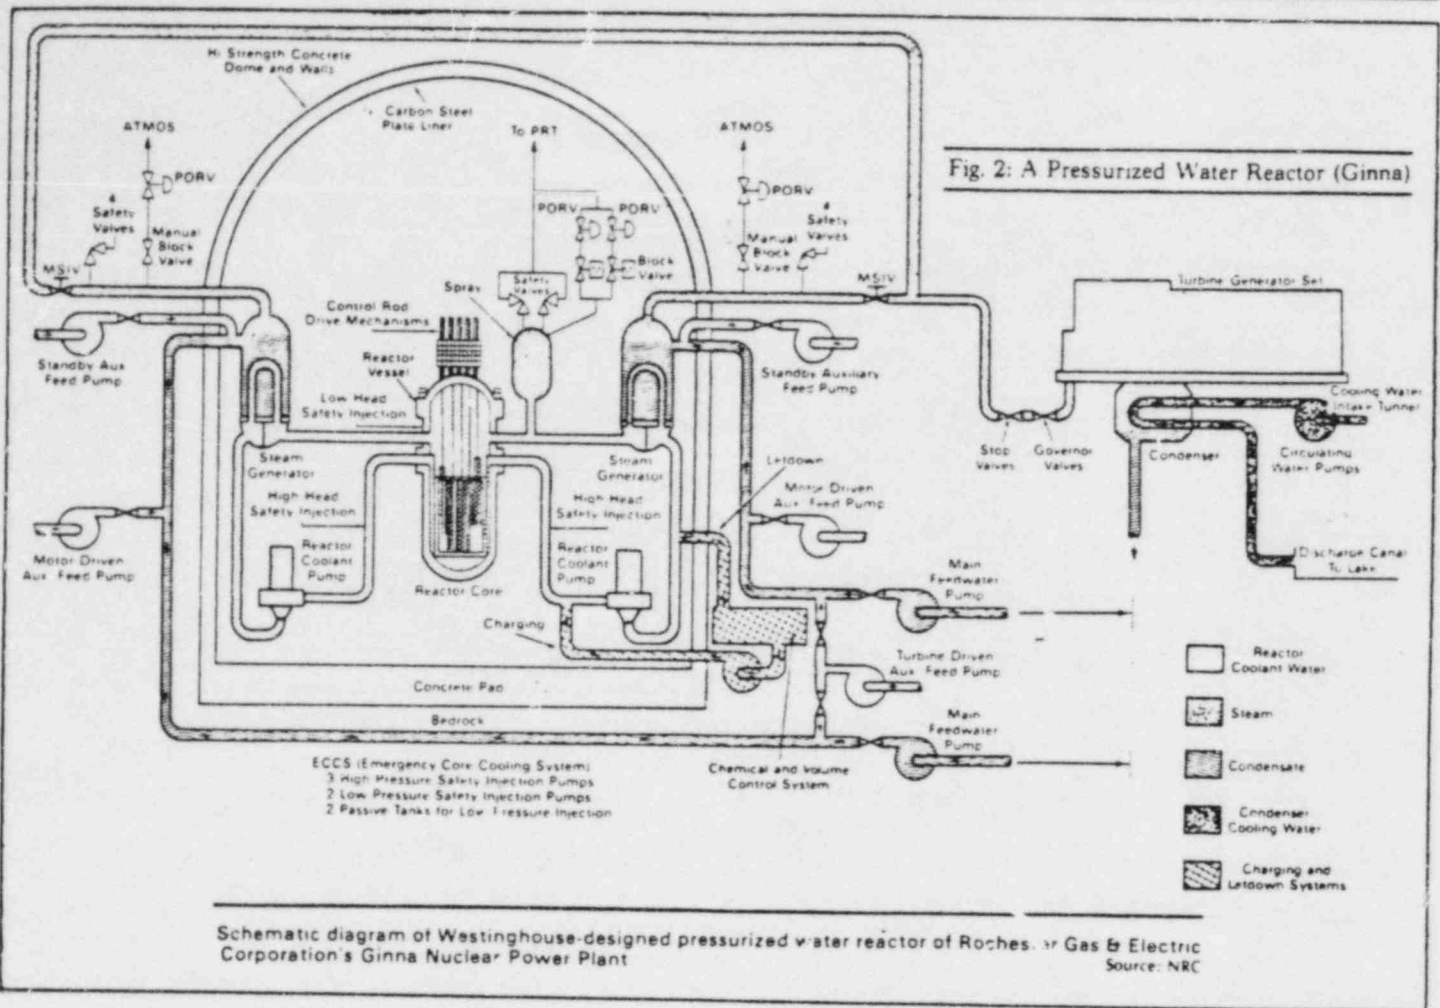 Hi Strength Concrete
Dome and Walls
Carbon Steel
Plate Liner
ATMOS
To PRT
ATMOS
Fig. 2: A Pressurized Water Reactor (Ginna)
PORV
4
Safety
Valves
Manual
Block
Valve
MSIV
PORV
PORV
Block
Valve
Safety
Valves
Spray
PORV
4
Safety
Valves
Manual
Block
Valve
MSIV
Turbine Generator Set
Control Rod
Drive Mechanisms
Reactor
Vessel
Low Head
Safety Injection
Standby Aux
Feed Pump
Standby Auxiliary
Feed Pump
Cooling Water
Intake Tunnel
Stop
Valves
Governor
Valves
Condenser
Circulating
Water Pumps
Steam
Generator
Steam
Generator
Letdown
High Head
Safety Injection
High Head
Safety Injection
Motor Driven
Aux. Feed Pump
Motor Driven
Aux. Feed Pump
Reactor
Coolant
Pump
Reactor
Coolant
Pump
Reactor Core
Discharge Canal
To Lake
Main
Feedwater
Pump
Charging
Turbine Driven
Aux. Feed Pump
Reactor
Coolant Water
Concrete Pad
Bedrock
Main
Feedwater
Pump
Steam
Condensate
Condenser
Cooling Water
Charging and
Letdown Systems
ECCS (Emergency Core Cooling System)
3 High Pressure Safety Injection Pumps
2 Low Pressure Safety Injection Pumps
2 Passive Tanks for Low Pressure Injection
Chemical and Volume
Control System
Schematic diagram of Westinghouse-designed pressurized water reactor of Rochester Gas & Electric
Corporation's Ginna Nuclear Power Plant
Source: NRC